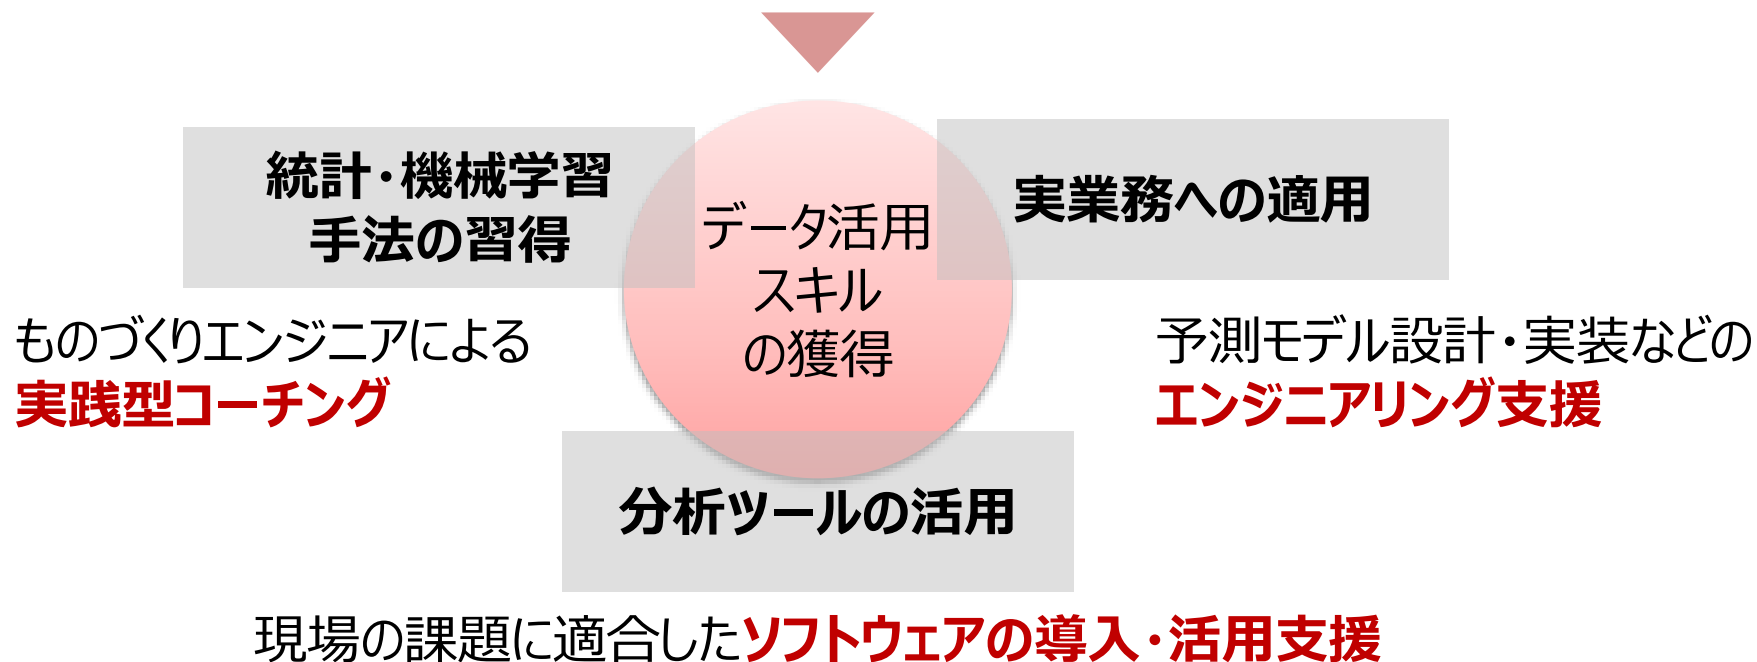 統計・機械学習
手法の習得
ものづくりエンジニアによる
実践型コーチング
データ活用
スキル
の獲得
実業務への適用
予測モデル設計・実装などの
エンジニアリング支援
分析ツールの活用
現場の課題に適合したソフトウェアの導入・活用支援